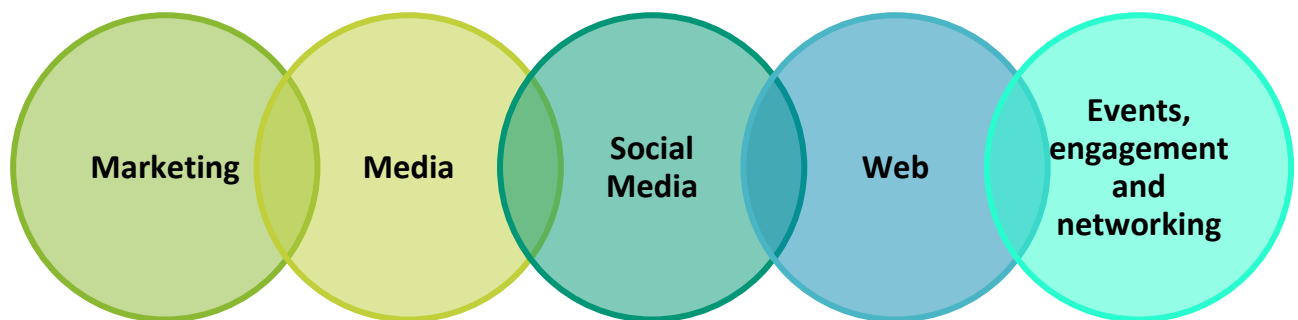 Marketing
Media
Social
Media
Web
Events,
engagement
and
networking